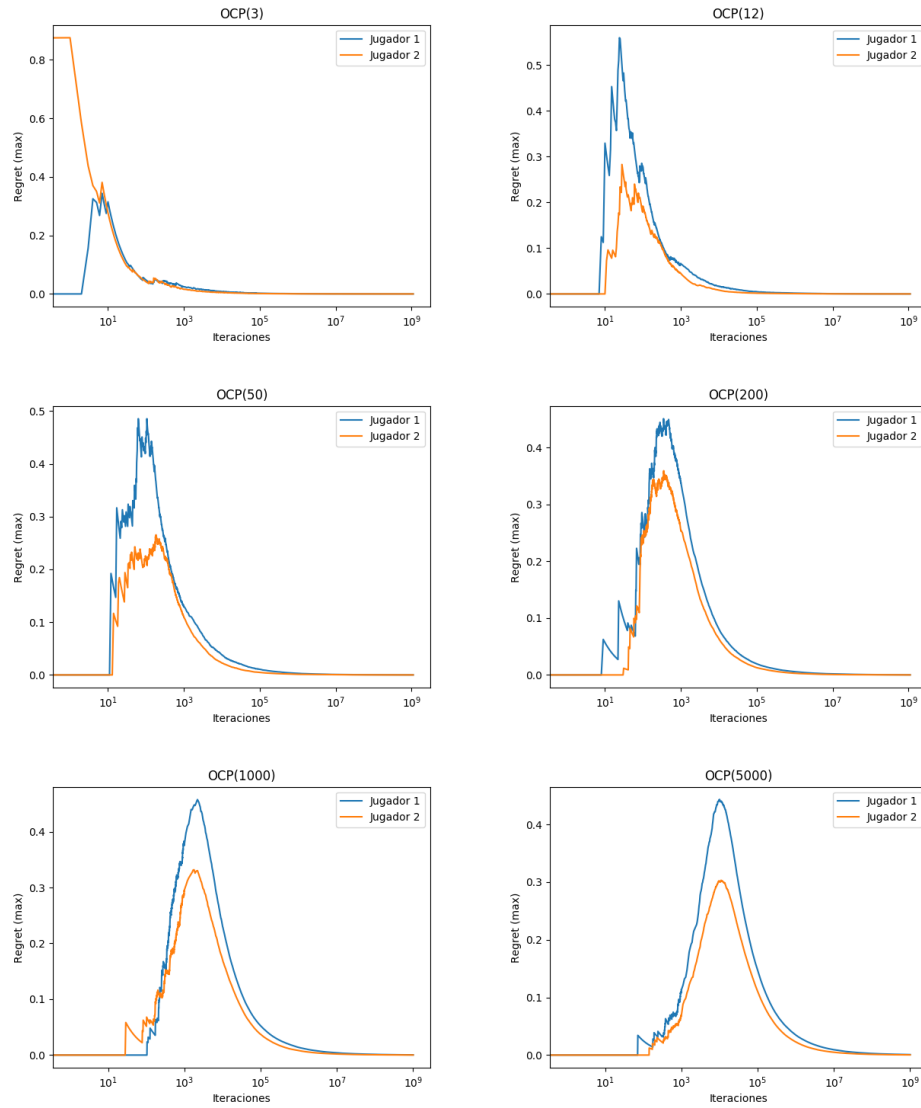 OCP(3)
Regret (max)
0.8
0.6
0.4
0.2
0.0
Jugador 1
Jugador 2
10^1
10^3
10^5
10^7
10^9
Iteraciones
OCP(12)
Regret (max)
0.5
0.4
0.3
0.2
0.1
0.0
Jugador 1
Jugador 2
10^1
10^3
10^5
10^7
10^9
Iteraciones
OCP(50)
Regret (max)
0.5
0.4
0.3
0.2
0.1
0.0
Jugador 1
Jugador 2
10^1
10^3
10^5
10^7
10^9
Iteraciones
OCP(200)
Regret (max)
0.4
0.3
0.2
0.1
0.0
Jugador 1
Jugador 2
10^1
10^3
10^5
10^7
10^9
Iteraciones
OCP(1000)
Regret (max)
0.4
0.3
0.2
0.1
0.0
Jugador 1
Jugador 2
10^1
10^3
10^5
10^7
10^9
Iteraciones
OCP(5000)
Regret (max)
0.4
0.3
0.2
0.1
0.0
Jugador 1
Jugador 2
10^1
10^3
10^5
10^7
10^9
Iteraciones